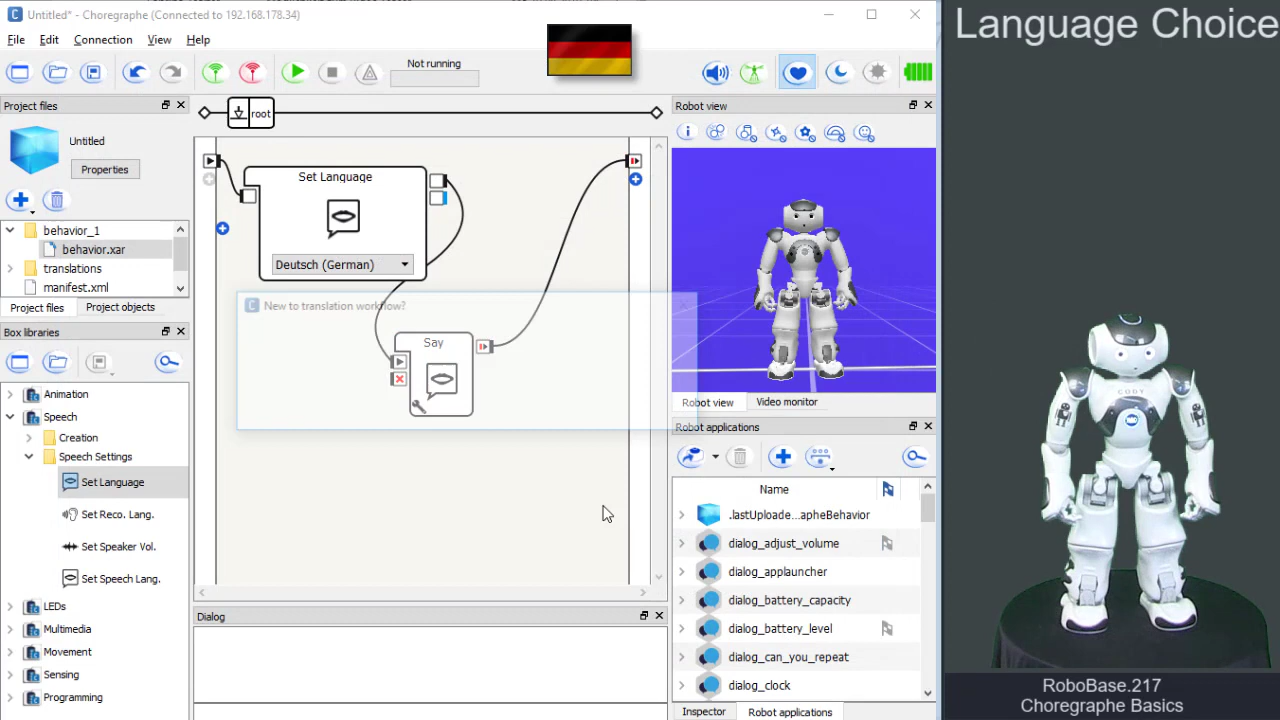 Untitled* - Choregraphe (Connected to 192.168.178.34)
Language Choice
File Edit Connection View Help
Not running
Project files
root
Robot view
Untitled
Properties
Set Language
Deutsch (German)
behavior_1
behavior.xar
translations
manifest.xml
Project files
Project objects
New to translation workflow?
Say
CODY
Robot view
Video monitor
Box libraries
Animation
Speech
Creation
Speech Settings
Set Language
Set Reco. Lang.
Set Speaker Vol.
Set Speech Lang.
LEDs
Multimedia
Movement
Sensing
Programming
Dialog
Robot applications
Name
.lastUploade...apheBehavior
dialog_adjust_volume
dialog_applauncher
dialog_battery_capacity
dialog_battery_level
dialog_can_you_repeat
dialog_clock
Inspector
Robot applications
RoboBase.217
Choregraphe Basics